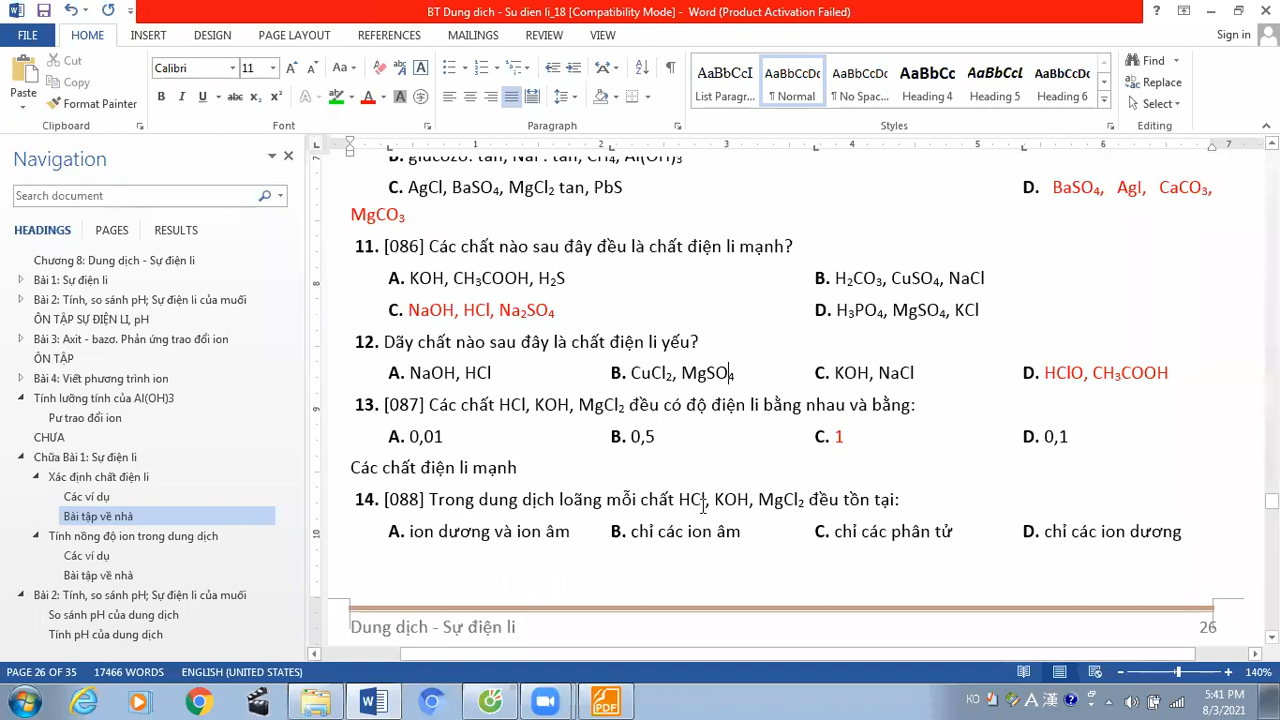 BT Dung dich - Su dien li_18 [Compatibility Mode] - Word (Product Activation Failed)
FILE HOME INSERT DESIGN PAGE LAYOUT REFERENCES MAILINGS REVIEW VIEW Sign in
Paste Cut Copy Format Painter
Calibri 11
AaBbCcI AaBbCcDc AaBbCcDc AaBbCc AaBbCcL AaBbCcDc
List Paragr... ¶ Normal ¶ No Spac... Heading 4 Heading 5 Heading 6
Find
Replace
Select
Clipboard Font Paragraph Styles Editing
Navigation
Search document
HEADINGS PAGES RESULTS
Chương 8: Dung dịch - Sự điện li
Bài 1: Sự điện li
Bài 2: Tính, so sánh pH; Sự điện li của muối
ÔN TẬP SỰ ĐIỆN LI, pH
Bài 3: Axit - bazơ. Phản ứng trao đổi ion
ÔN TẬP
Bài 4: Viết phương trình ion
Tính lưỡng tính của Al(OH)3
Pư trao đổi ion
CHƯA
Chữa Bài 1: Sự điện li
Xác định chất điện li
Các ví dụ
Bài tập về nhà
Tính nồng độ ion trong dung dịch
Các ví dụ
Bài tập về nhà
Bài 2: Tính, so sánh pH; Sự điện li của muối
So sánh pH của dung dịch
Tính pH của dung dịch
C. AgCl, BaSO₄, MgCl₂ tan, PbS D. BaSO₄, AgI, CaCO₃,
MgCO₃
11. [086] Các chất nào sau đây đều là chất điện li mạnh?
A. KOH, CH₃COOH, H₂S B. H₂CO₃, CuSO₄, NaCl
C. NaOH, HCl, Na₂SO₄ D. H₃PO₄, MgSO₄, KCl
12. Dãy chất nào sau đây là chất điện li yếu?
A. NaOH, HCl B. CuCl₂, MgSO₄ C. KOH, NaCl D. HClO, CH₃COOH
13. [087] Các chất HCl, KOH, MgCl₂ đều có độ điện li bằng nhau và bằng:
A. 0,01 B. 0,5 C. 1 D. 0,1
Các chất điện li mạnh
14. [088] Trong dung dịch loãng mỗi chất HCl, KOH, MgCl₂ đều tồn tại:
A. ion dương và ion âm B. chỉ các ion âm C. chỉ các phân tử D. chỉ các ion dương
Dung dịch - Sự điện li 26
PAGE 26 OF 35 17466 WORDS ENGLISH (UNITED STATES) 140%
KO A 漢 5:41 PM
8/3/2021